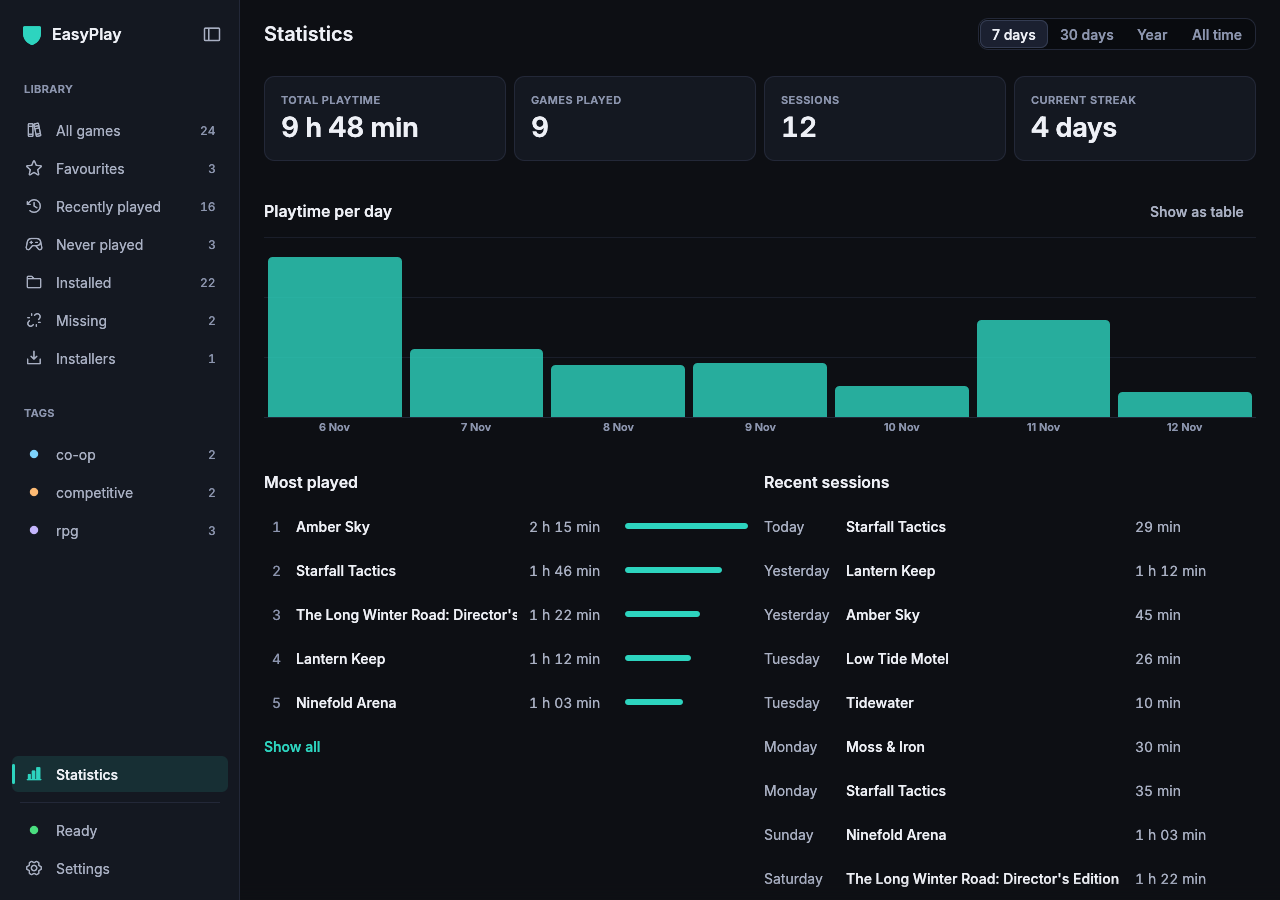 EasyPlay
LIBRARY
All games 24
Favourites 3
Recently played 16
Never played 3
Installed 22
Missing 2
Installers 1
TAGS
co-op 2
competitive 2
rpg 3
Statistics
Ready
Settings
Statistics
7 days 30 days Year All time
TOTAL PLAYTIME
9 h 48 min
GAMES PLAYED
9
SESSIONS
12
CURRENT STREAK
4 days
Playtime per day
Show as table
6 Nov 7 Nov 8 Nov 9 Nov 10 Nov 11 Nov 12 Nov
Most played
1 Amber Sky 2 h 15 min
2 Starfall Tactics 1 h 46 min
3 The Long Winter Road: Director's 1 h 22 min
4 Lantern Keep 1 h 12 min
5 Ninefold Arena 1 h 03 min
Show all
Recent sessions
Today Starfall Tactics 29 min
Yesterday Lantern Keep 1 h 12 min
Yesterday Amber Sky 45 min
Tuesday Low Tide Motel 26 min
Tuesday Tidewater 10 min
Monday Moss & Iron 30 min
Monday Starfall Tactics 35 min
Sunday Ninefold Arena 1 h 03 min
Saturday The Long Winter Road: Director's Edition 1 h 22 min